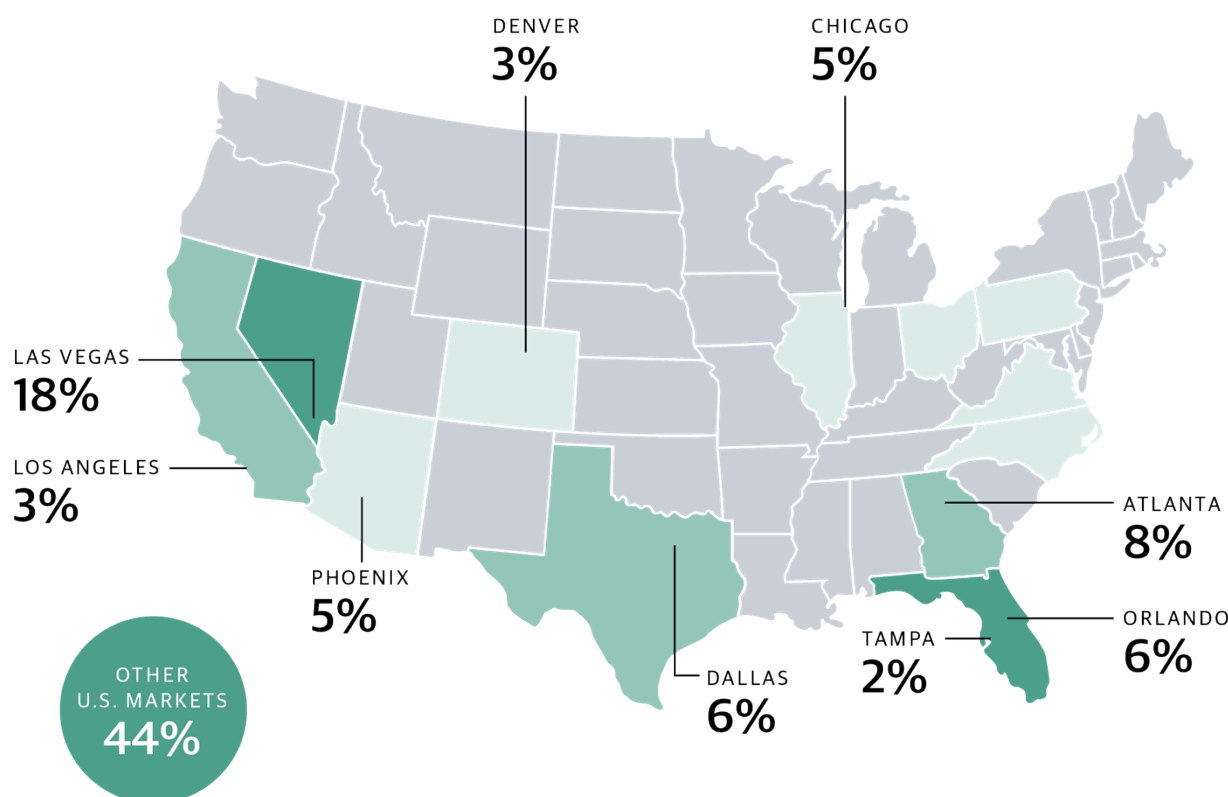 DENVER
3%
CHICAGO
5%
LAS VEGAS
18%
LOS ANGELES
3%
ATLANTA
8%
PHOENIX
5%
ORLANDO
6%
TAMPA
2%
DALLAS
6%
OTHER
U.S. MARKETS
44%